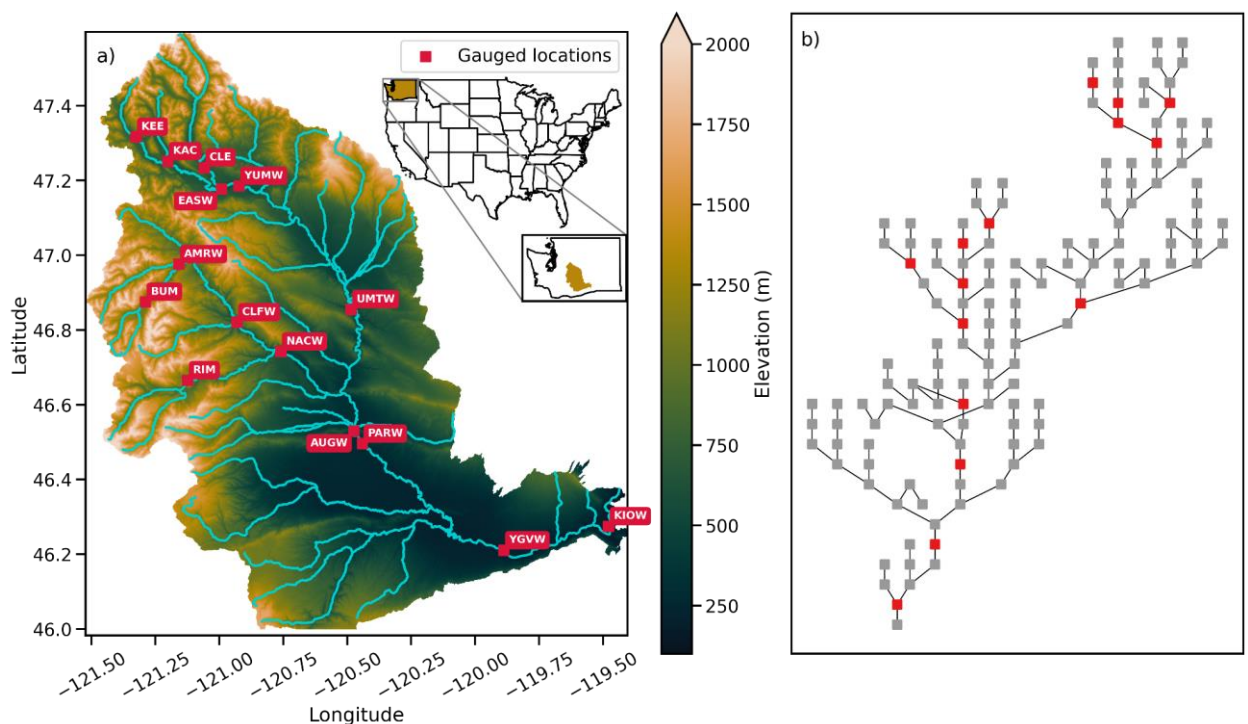 a)
Gauged locations
KEE
KAC
CLE
YUMW
EASW
AMRW
BUM
CLFW
UMTW
NACW
RIM
AUGW
PARW
YGVW
KIOW
47.4
47.2
47.0
46.8
46.6
46.4
46.2
46.0
Latitude
−121.50
−121.25
−121.00
−120.75
−120.50
−120.25
−120.00
−119.75
−119.50
Longitude
2000
1750
1500
1250
1000
750
500
250
Elevation (m)
b)